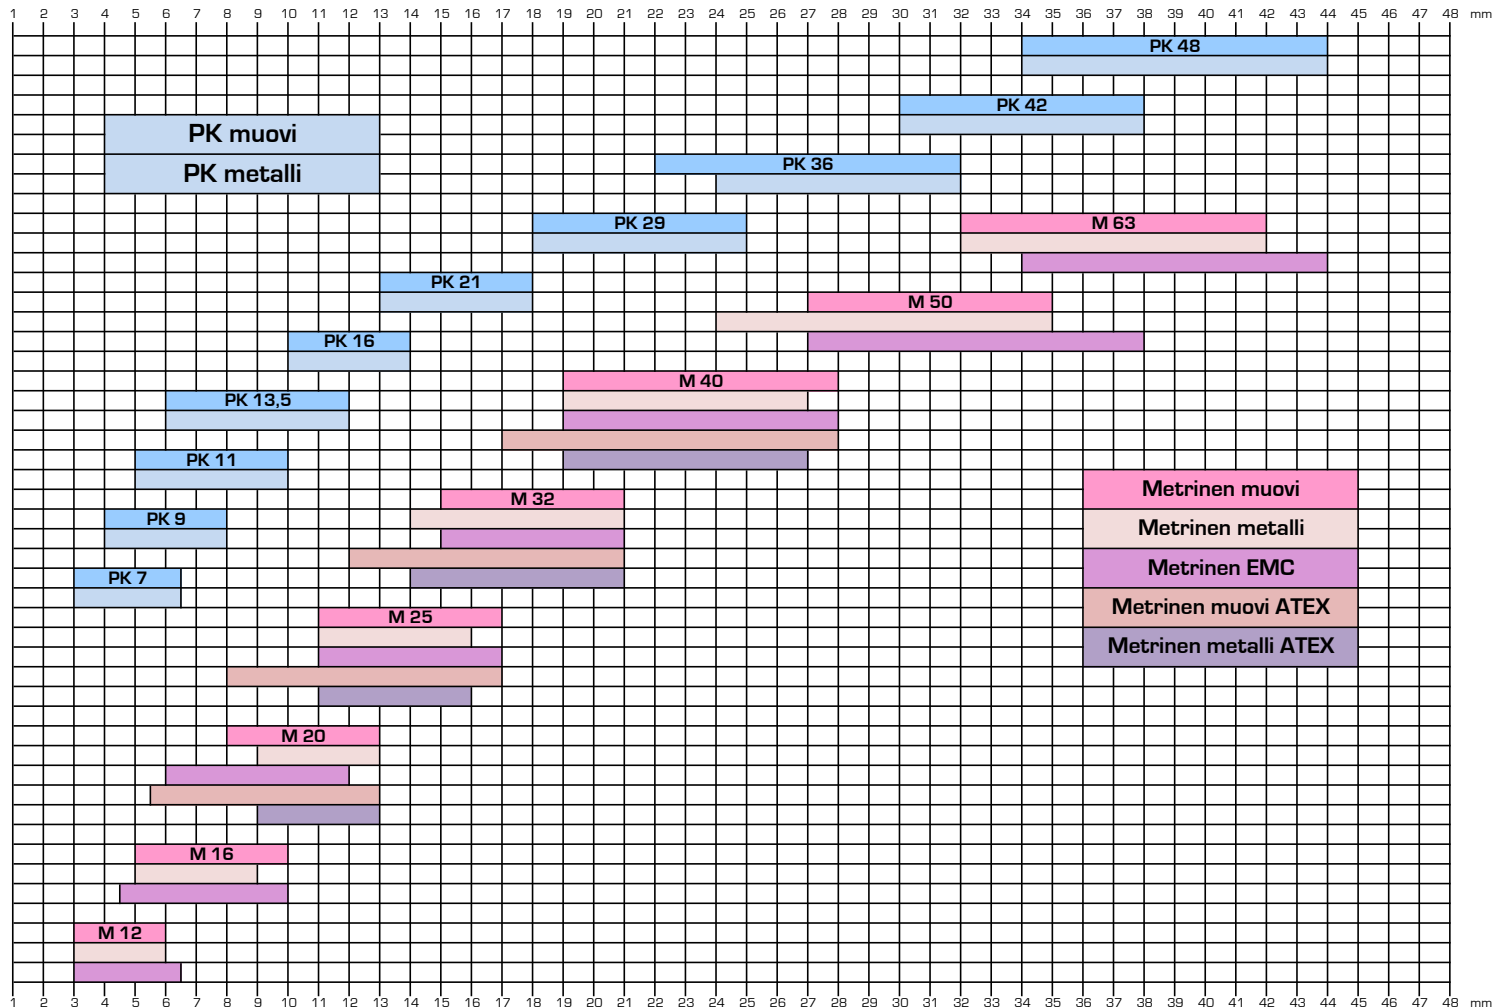 1 2 3 4 5 6 7 8 9 10 11 12 13 14 15 16 17 18 19 20 21 22 23 24 25 26 27 28 29 30 31 32 34 35 36 37 38 39 40 41 42 43 44 45 46 47 48 mm
PK 48
PK 42
PK muovi
PK 36
PK metalli
PK 29
M 63
PK 21
M 50
PK 16
M 40
PK 13,5
PK 11
Metrinen muovi
M 32
PK 9
Metrinen metalli
Metrinen EMC
PK 7
Metrinen muovi ATEX
M 25
Metrinen metalli ATEX
M 20
M 16
M 12
1 2 3 4 5 6 7 8 9 10 11 12 13 14 15 16 17 18 19 20 21 22 23 24 25 26 27 28 29 30 31 32 33 34 35 36 37 38 39 40 41 42 43 44 45 46 47 48 mm